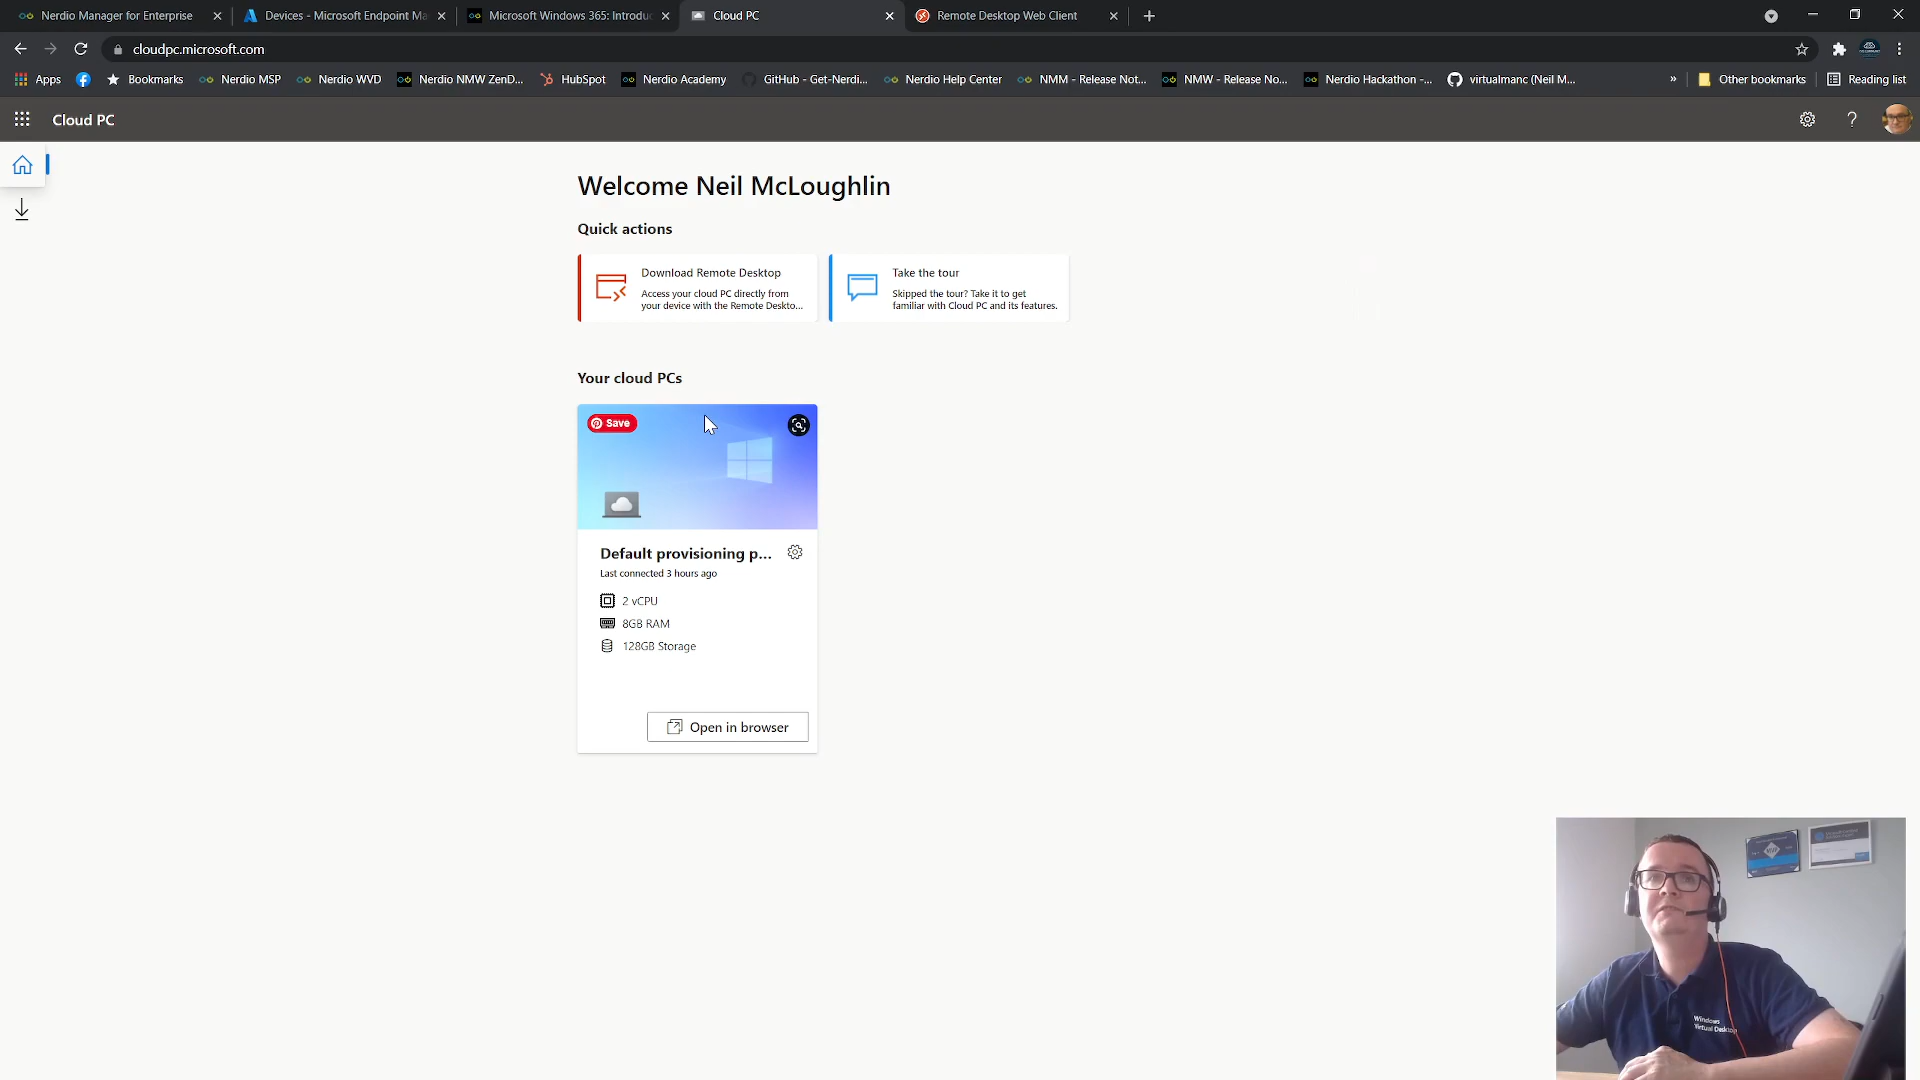 Nerdio Manager for Enterprise
Devices - Microsoft Endpoint Ma
Microsoft Windows 365: Introduc
Cloud PC
Remote Desktop Web Client
cloudpc.microsoft.com
Apps
Bookmarks
Nerdio MSP
Nerdio WVD
Nerdio NMW ZenD...
HubSpot
Nerdio Academy
GitHub - Get-Nerdi...
Nerdio Help Center
NMM - Release Not...
NMW - Release No...
Nerdio Hackathon -...
virtualmanc (Neil M...
»
Other bookmarks
Reading list
Cloud PC
?
Welcome Neil McLoughlin
Quick actions
Download Remote Desktop
Access your cloud PC directly from
your device with the Remote Deskto...
Take the tour
Skipped the tour? Take it to get
familiar with Cloud PC and its features.
Your cloud PCs
Save
Default provisioning p...
Last connected 3 hours ago
2 vCPU
8GB RAM
128GB Storage
Open in browser
Windows
Virtual Desktop